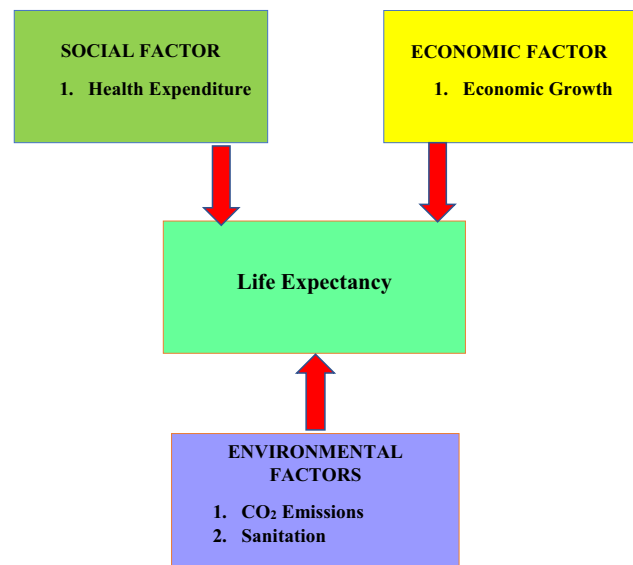 SOCIAL FACTOR
1. Health Expenditure
ECONOMIC FACTOR
1. Economic Growth
Life Expectancy
ENVIRONMENTAL
FACTORS
1. CO₂ Emissions
2. Sanitation